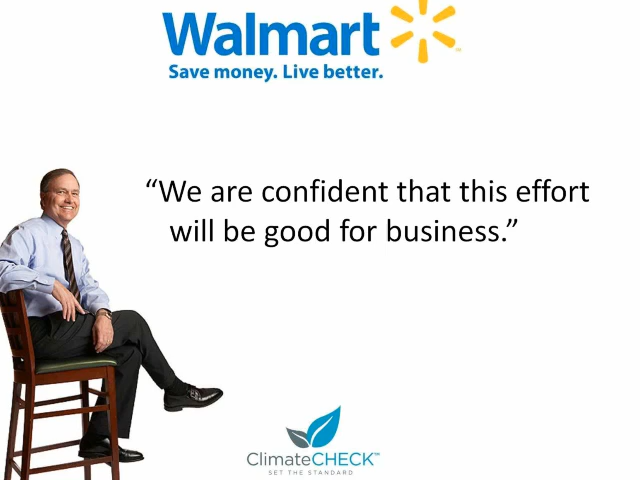 Walmart
Save money. Live better.
“We are confident that this effort
will be good for business.”
ClimateCHECK™
SET THE STANDARD